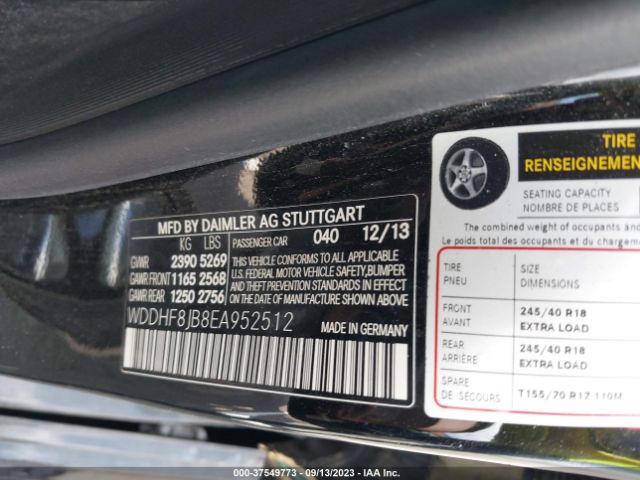 MFD BY DAIMLER AG STUTTGART
KG LBS PASSENGER CAR 040 12/13
GVWR 2390 5269
GAWR FRONT 1165 2568
GAWR REAR 1250 2756
THIS VEHICLE CONFORMS TO ALL APPLICABLE
U.S. FEDERAL MOTOR VEHICLE SAFETY, BUMPER
AND THEFT PREVENTION STANDARDS IN EFFECT
ON THE DATE OF MANUFACTURE SHOWN ABOVE.
WDDHF8JB8EA952512 MADE IN GERMANY
TIRE
RENSEIGNEMEN
SEATING CAPACITY
NOMBRE DE PLACES
The combined weight of occupants and
Le poids total des occupants et du charge
TIRE SIZE
PNEU DIMENSION
FRONT 245/40 R18
AVANT EXTRA LOAD
REAR 245/40 R18
ARRIÈRE EXTRA LOAD
SPARE
DE SECOURS T155/70 R17 110M
000-37549773 - 09/13/2023 - IAA Inc.